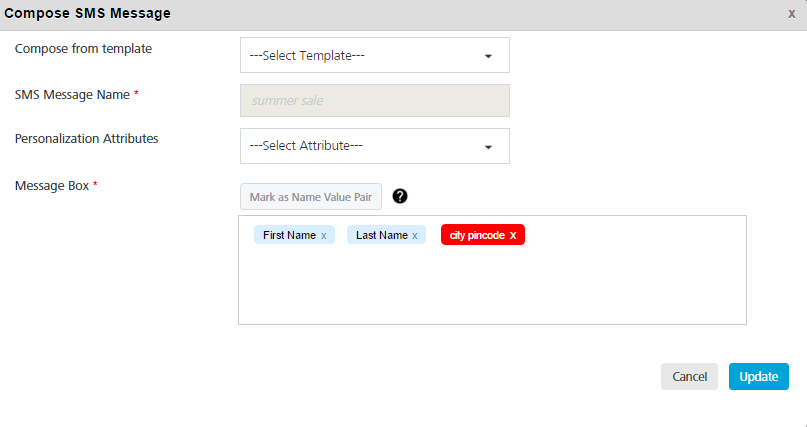 Compose SMS Message x
Compose from template ---Select Template---
SMS Message Name * summer sale
Personalization Attributes ---Select Attribute---
Message Box * Mark as Name Value Pair ?
First Name x Last Name x city pincode x
Cancel Update